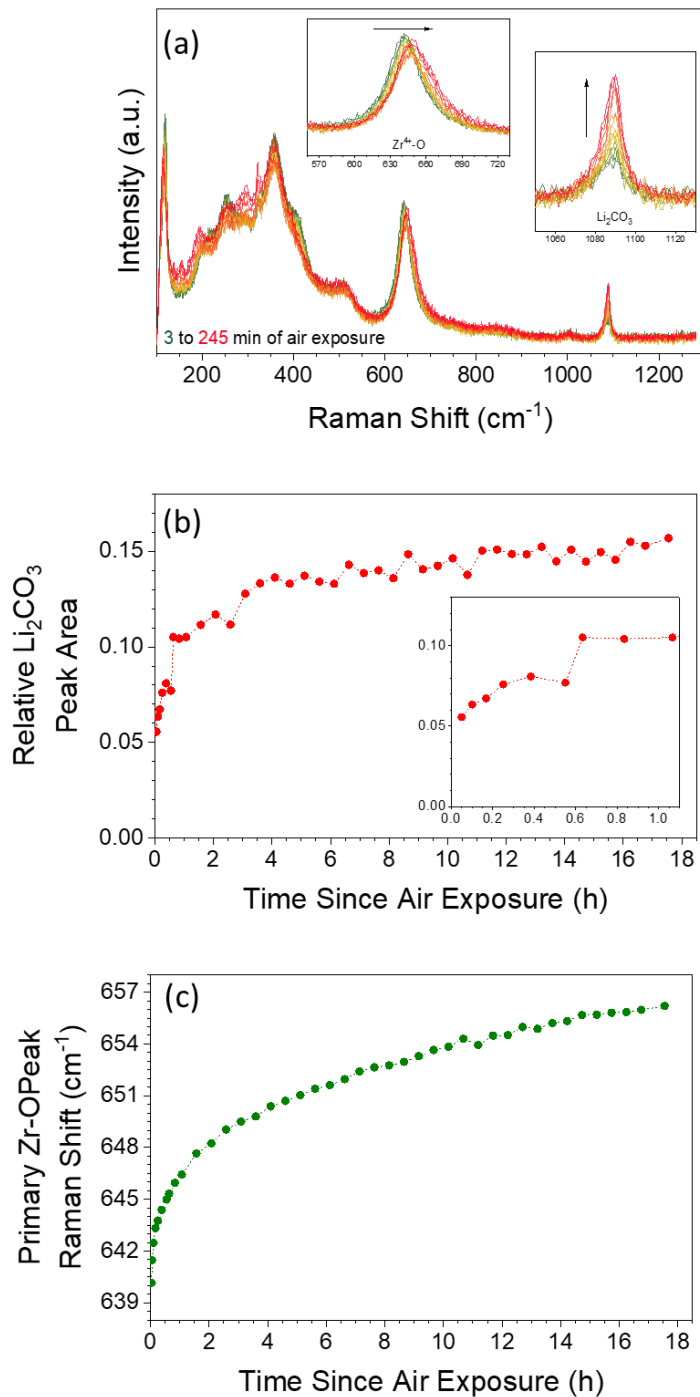 (a)
Intensity (a.u.)
Zr⁴⁺-O
570 600 630 660 690 720
Li₂CO₃
1060 1080 1100 1120
3 to 245 min of air exposure
200 400 600 800 1000 1200
Raman Shift (cm⁻¹)
(b)
Relative Li₂CO₃
Peak Area
0.15
0.10
0.05
0.00
0.10
0.05
0.00
0.0 0.2 0.4 0.6 0.8 1.0
0 2 4 6 8 10 12 14 16 18
Time Since Air Exposure (h)
(c)
Primary Zr-OPeak
Raman Shift (cm⁻¹)
657
654
651
648
645
642
639
0 2 4 6 8 10 12 14 16 18
Time Since Air Exposure (h)